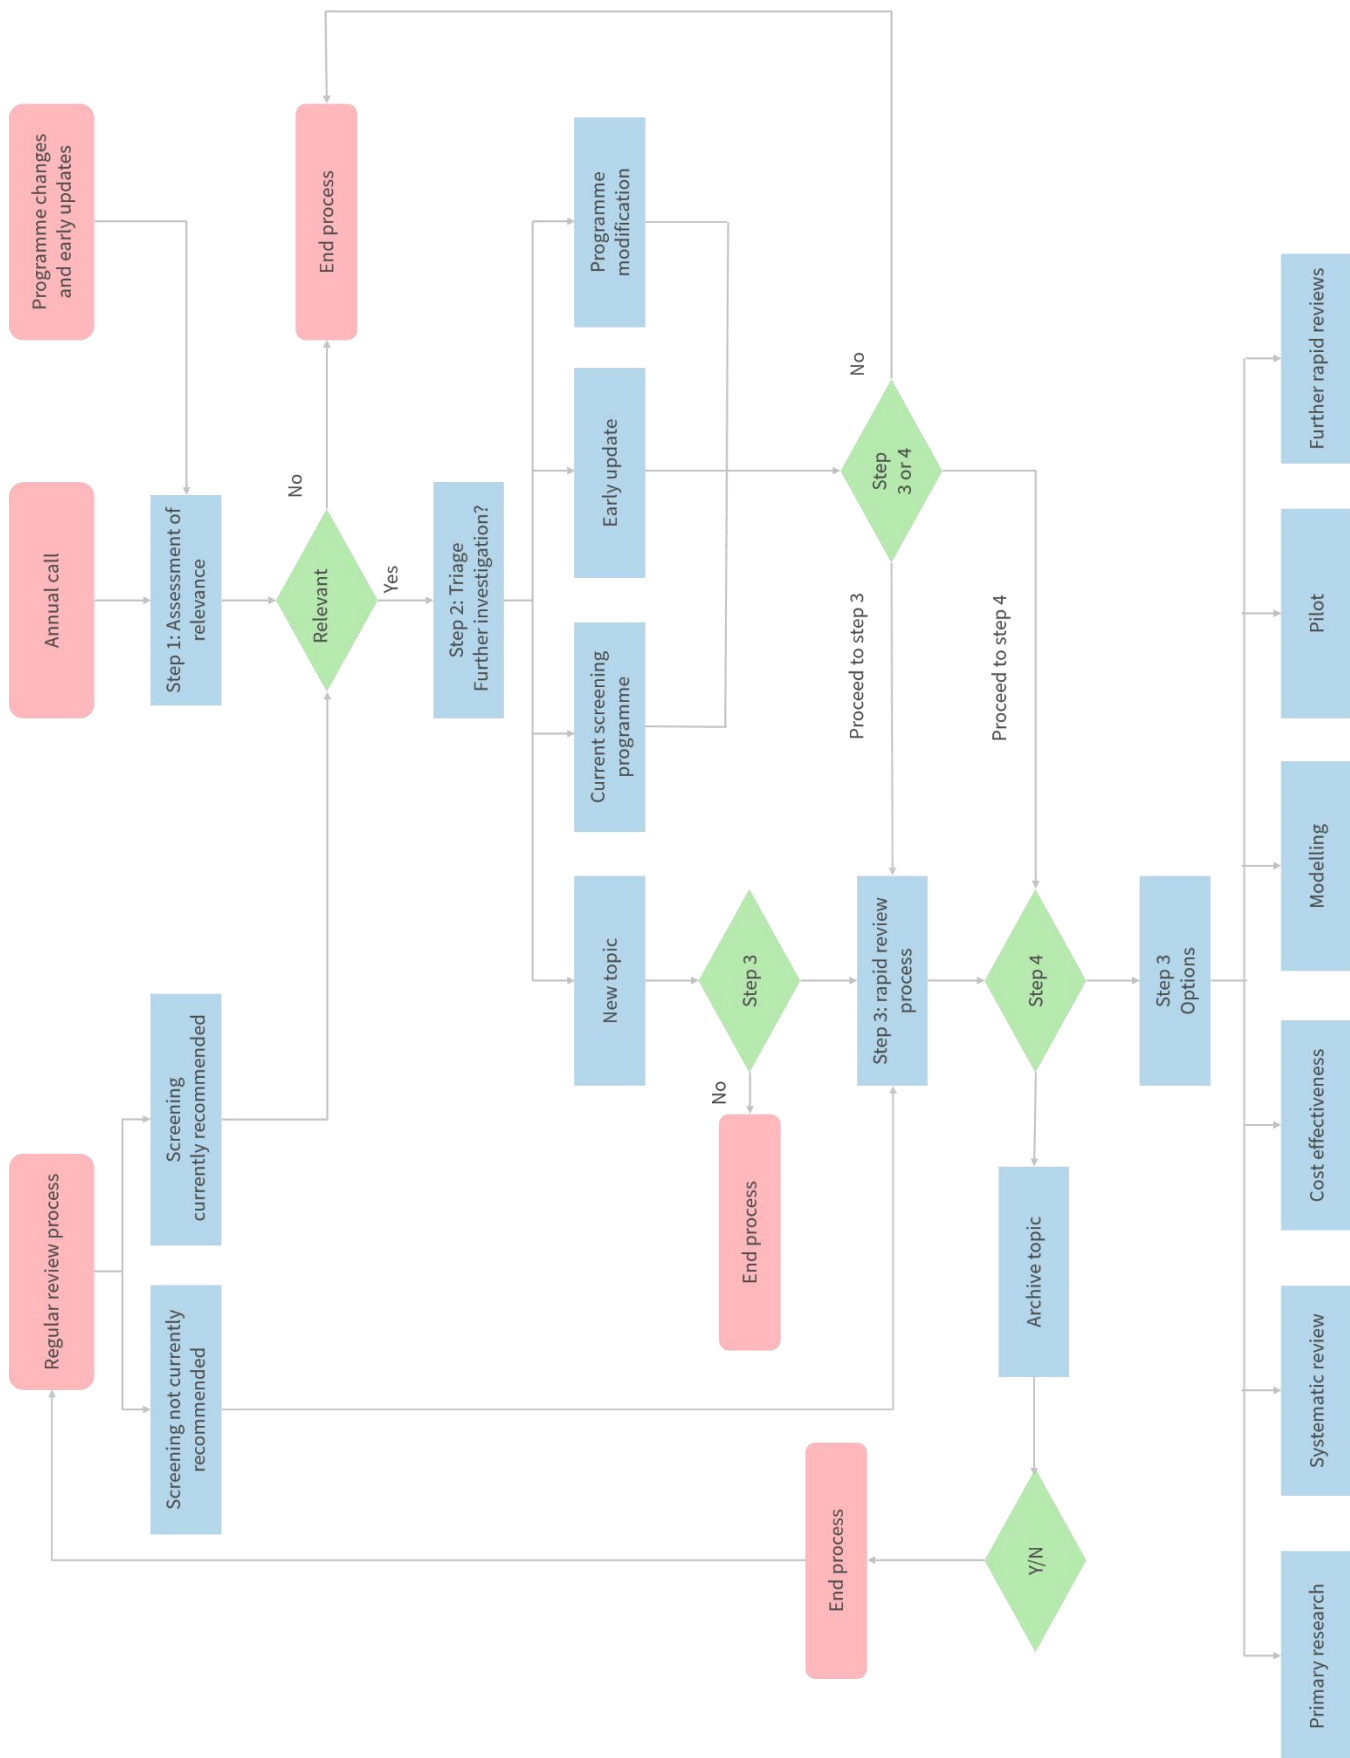 Regular review process
Annual call
Programme changes
and early updates
Screening not currently
recommended
Screening
currently recommended
Step 1: Assessment of
relevance
Relevant
No
End process
Yes
Step 2: Triage
Further investigation?
New topic
Current screening
programme
Early update
Programme
modification
No
End process
Step 3
Step
3 or 4
No
Proceed to step 3
Step 3: rapid review
process
End process
Proceed to step 4
Y/N
Archive topic
Step 4
Step 3
Options
Primary research
Systematic review
Cost effectiveness
Modelling
Pilot
Further rapid reviews